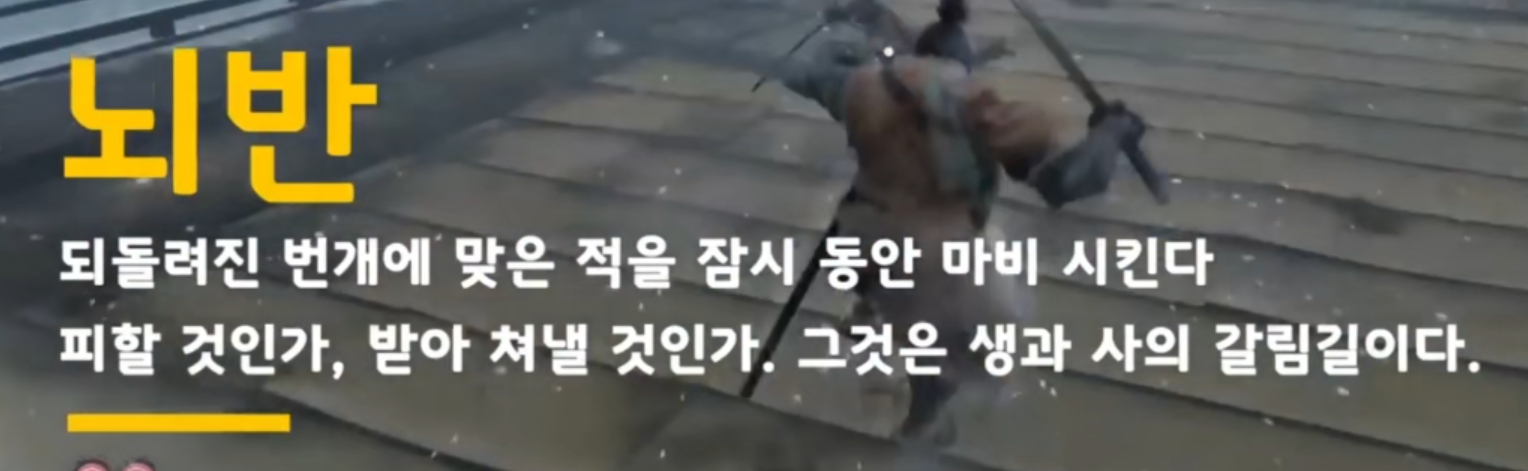 뇌반
되돌려진 번개에 맞은 적을 잠시 동안 마비 시킨다
피할 것인가, 받아 쳐낼 것인가. 그것은 생과 사의 갈림길이다.